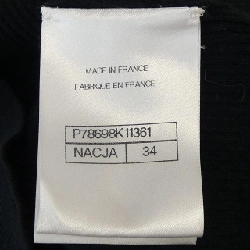 MADE IN FRANCE
FABRIQUE EN FRANCE
P78698K11361
NACJA 34